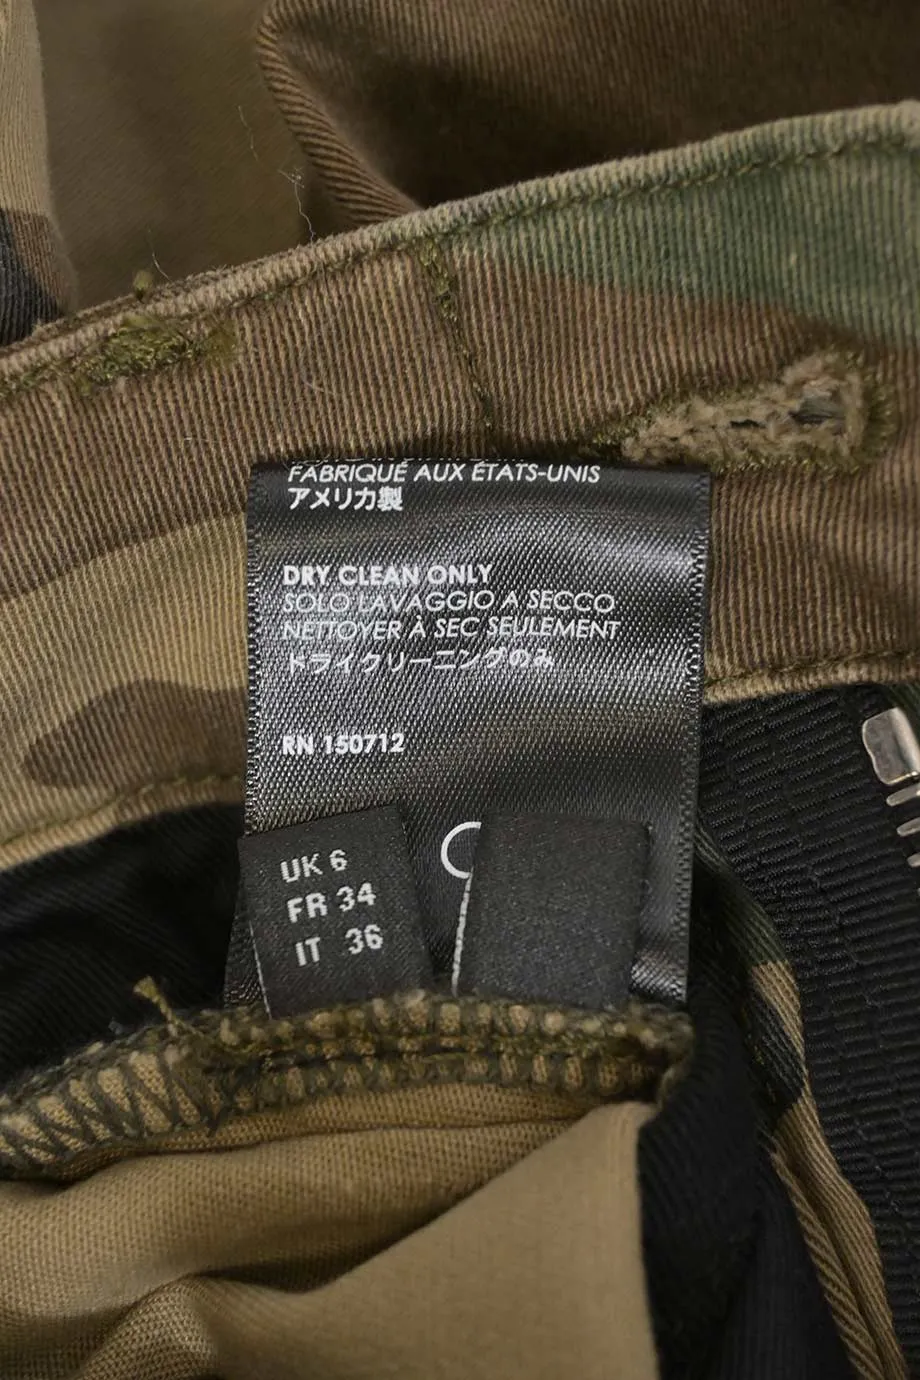 FABRIQUÉ AUX ÉTATS-UNIS
アメリカ製
DRY CLEAN ONLY
SOLO LAVAGGIO A SECCO
NETTOYER À SEC SEULEMENT
ドライクリーニングのみ
RN 150712
UK 6
FR 34
IT 36